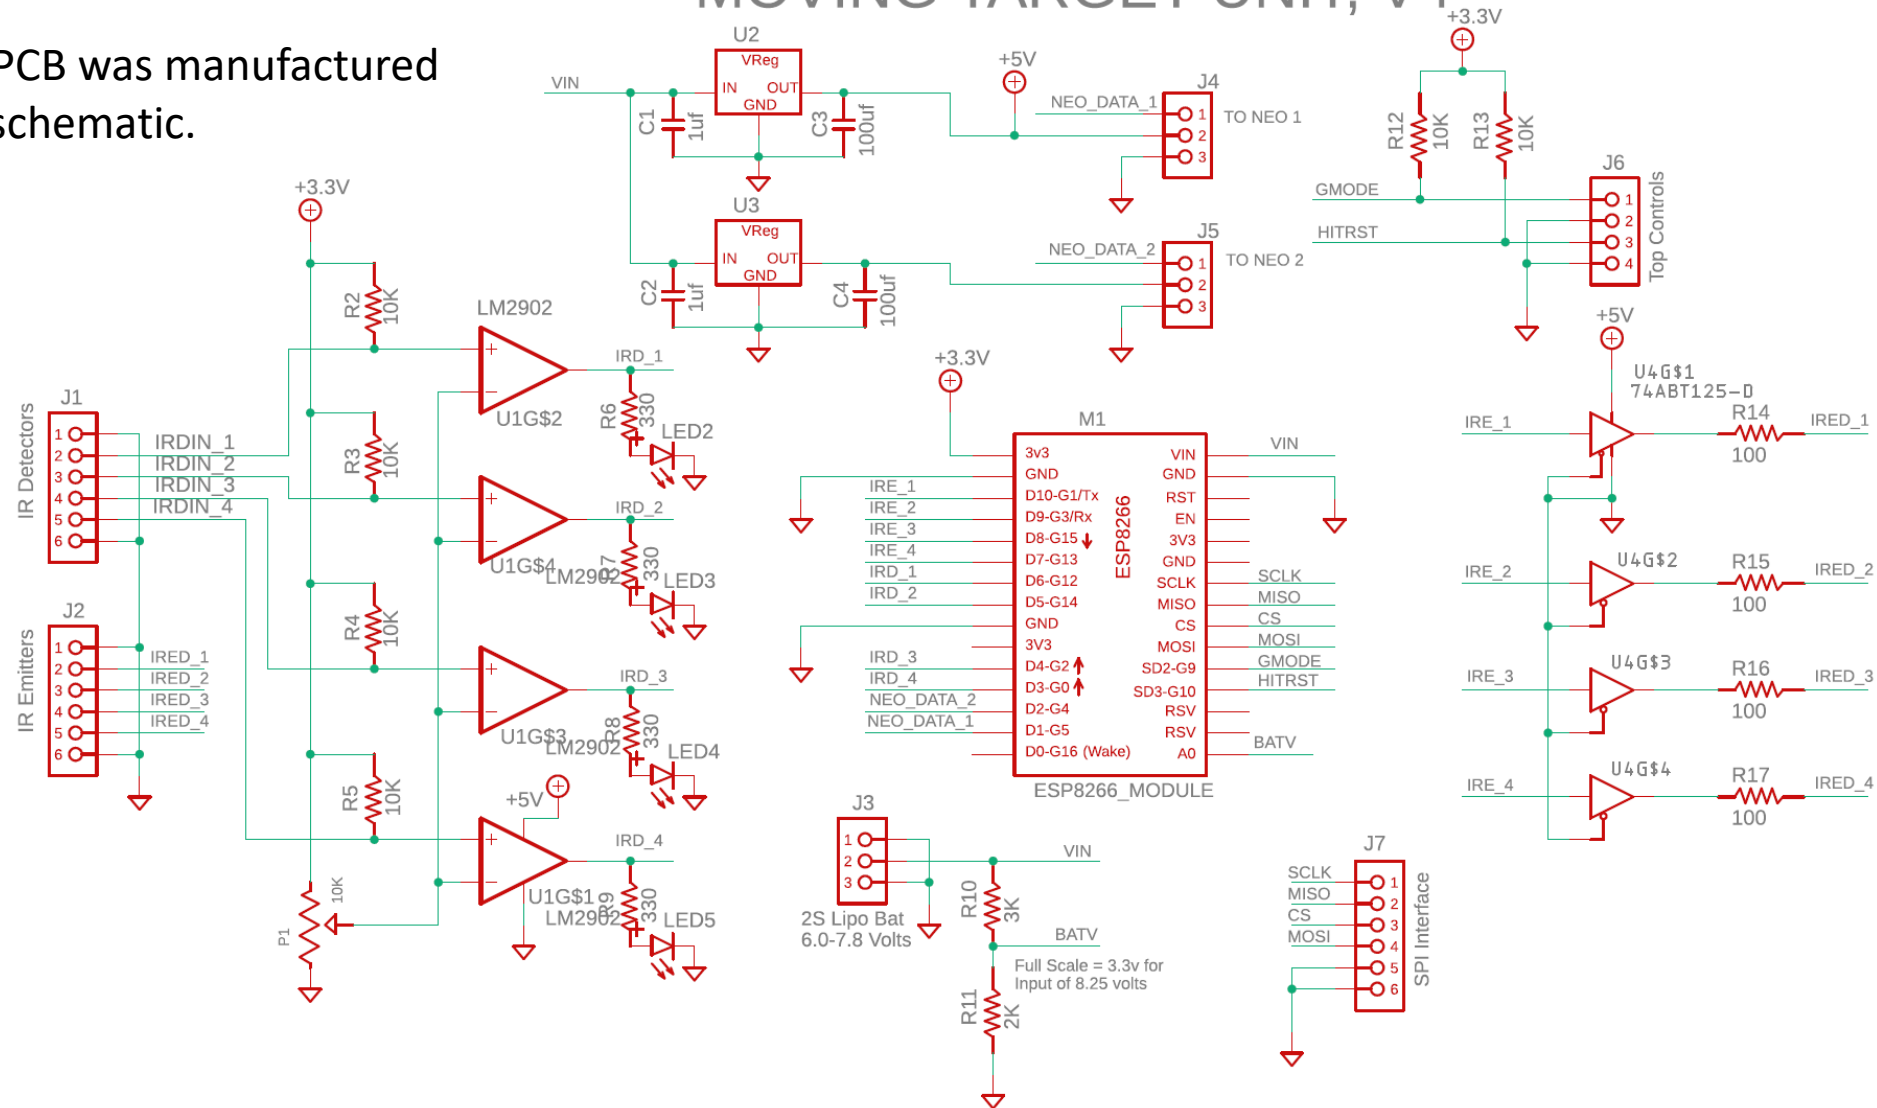 MOVING TARGET UNIT, V1
PCB was manufactured
schematic.
VIN
U2
VReg
IN
OUT
GND
C1
1uf
C3
100uf
+5V
NEO_DATA_1
J4
1
2
3
TO NEO 1
U3
VReg
IN
OUT
GND
C2
1uf
C4
100uf
NEO_DATA_2
J5
1
2
3
TO NEO 2
+3.3V
R12
10K
R13
10K
GMODE
HITRST
J6
1
2
3
4
Top Controls
+3.3V
R2
10K
R3
10K
R4
10K
R5
10K
P1
10K
J1
IR Detectors
1
2
3
4
5
6
IRDIN_1
IRDIN_2
IRDIN_3
IRDIN_4
J2
IR Emitters
1
2
3
4
5
6
IRED_1
IRED_2
IRED_3
IRED_4
LM2902
U1G$2
IRD_1
R6
330
LED2
U1G$4
LM2902
IRD_2
R7
330
LED3
U1G$3
LM2902
IRD_3
R8
330
LED4
+5V
U1G$1
LM2902
IRD_4
R9
330
LED5
+3.3V
M1
ESP8266
3v3
GND
D10-G1/Tx
D9-G3/Rx
D8-G15
D7-G13
D6-G12
D5-G14
GND
3V3
D4-G2
D3-G0
D2-G4
D1-G5
D0-G16 (Wake)
VIN
GND
RST
EN
3V3
GND
SCLK
MISO
CS
MOSI
SD2-G9
SD3-G10
RSV
RSV
A0
IRE_1
IRE_2
IRE_3
IRE_4
IRD_1
IRD_2
IRD_3
IRD_4
NEO_DATA_2
NEO_DATA_1
VIN
SCLK
MISO
CS
MOSI
GMODE
HITRST
BATV
ESP8266_MODULE
J3
1
2
3
2S Lipo Bat
6.0-7.8 Volts
VIN
R10
3K
BATV
Full Scale = 3.3v for
Input of 8.25 volts
R11
2K
+5V
U4G$1
74ABT125-D
IRE_1
R14
100
IRED_1
IRE_2
U4G$2
R15
100
IRED_2
IRE_3
U4G$3
R16
100
IRED_3
IRE_4
U4G$4
R17
100
IRED_4
J7
SCLK
MISO
CS
MOSI
1
2
3
4
5
6
SPI Interface